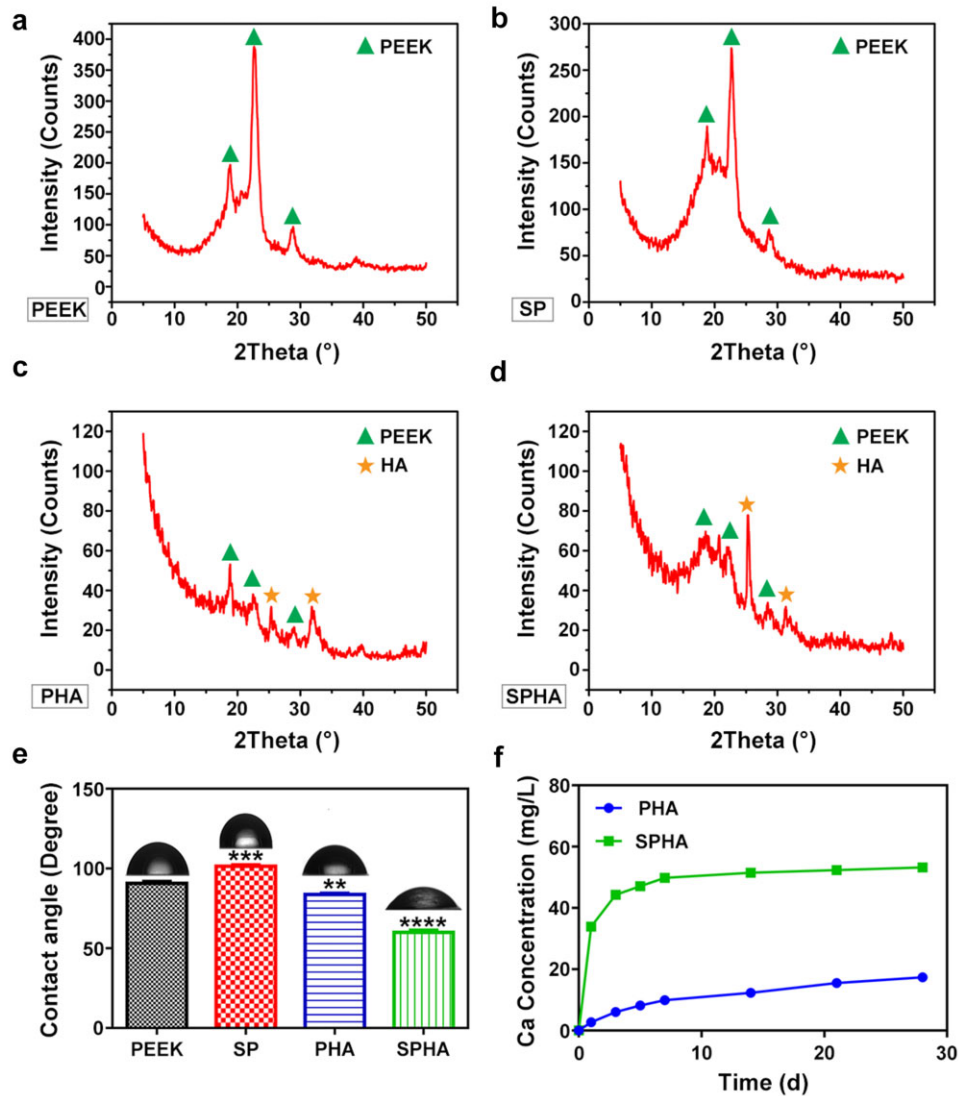 a
400
350
300
250
200
150
100
50
0
Intensity (Counts)
PEEK
PEEK
0 10 20 30 40 50
2Theta (°)
b
300
250
200
150
100
50
0
Intensity (Counts)
PEEK
SP
0 10 20 30 40 50
2Theta (°)
c
120
100
80
60
40
20
0
Intensity (Counts)
PEEK
HA
PHA
0 10 20 30 40 50
2Theta (°)
d
120
100
80
60
40
20
0
Intensity (Counts)
PEEK
HA
SPHA
0 10 20 30 40 50
2Theta (°)
e
150
100
50
0
Contact angle (Degree)
***
**
****
PEEK SP PHA SPHA
f
80
60
40
20
0
Ca Concentration (mg/L)
PHA
SPHA
0 10 20 30
Time (d)